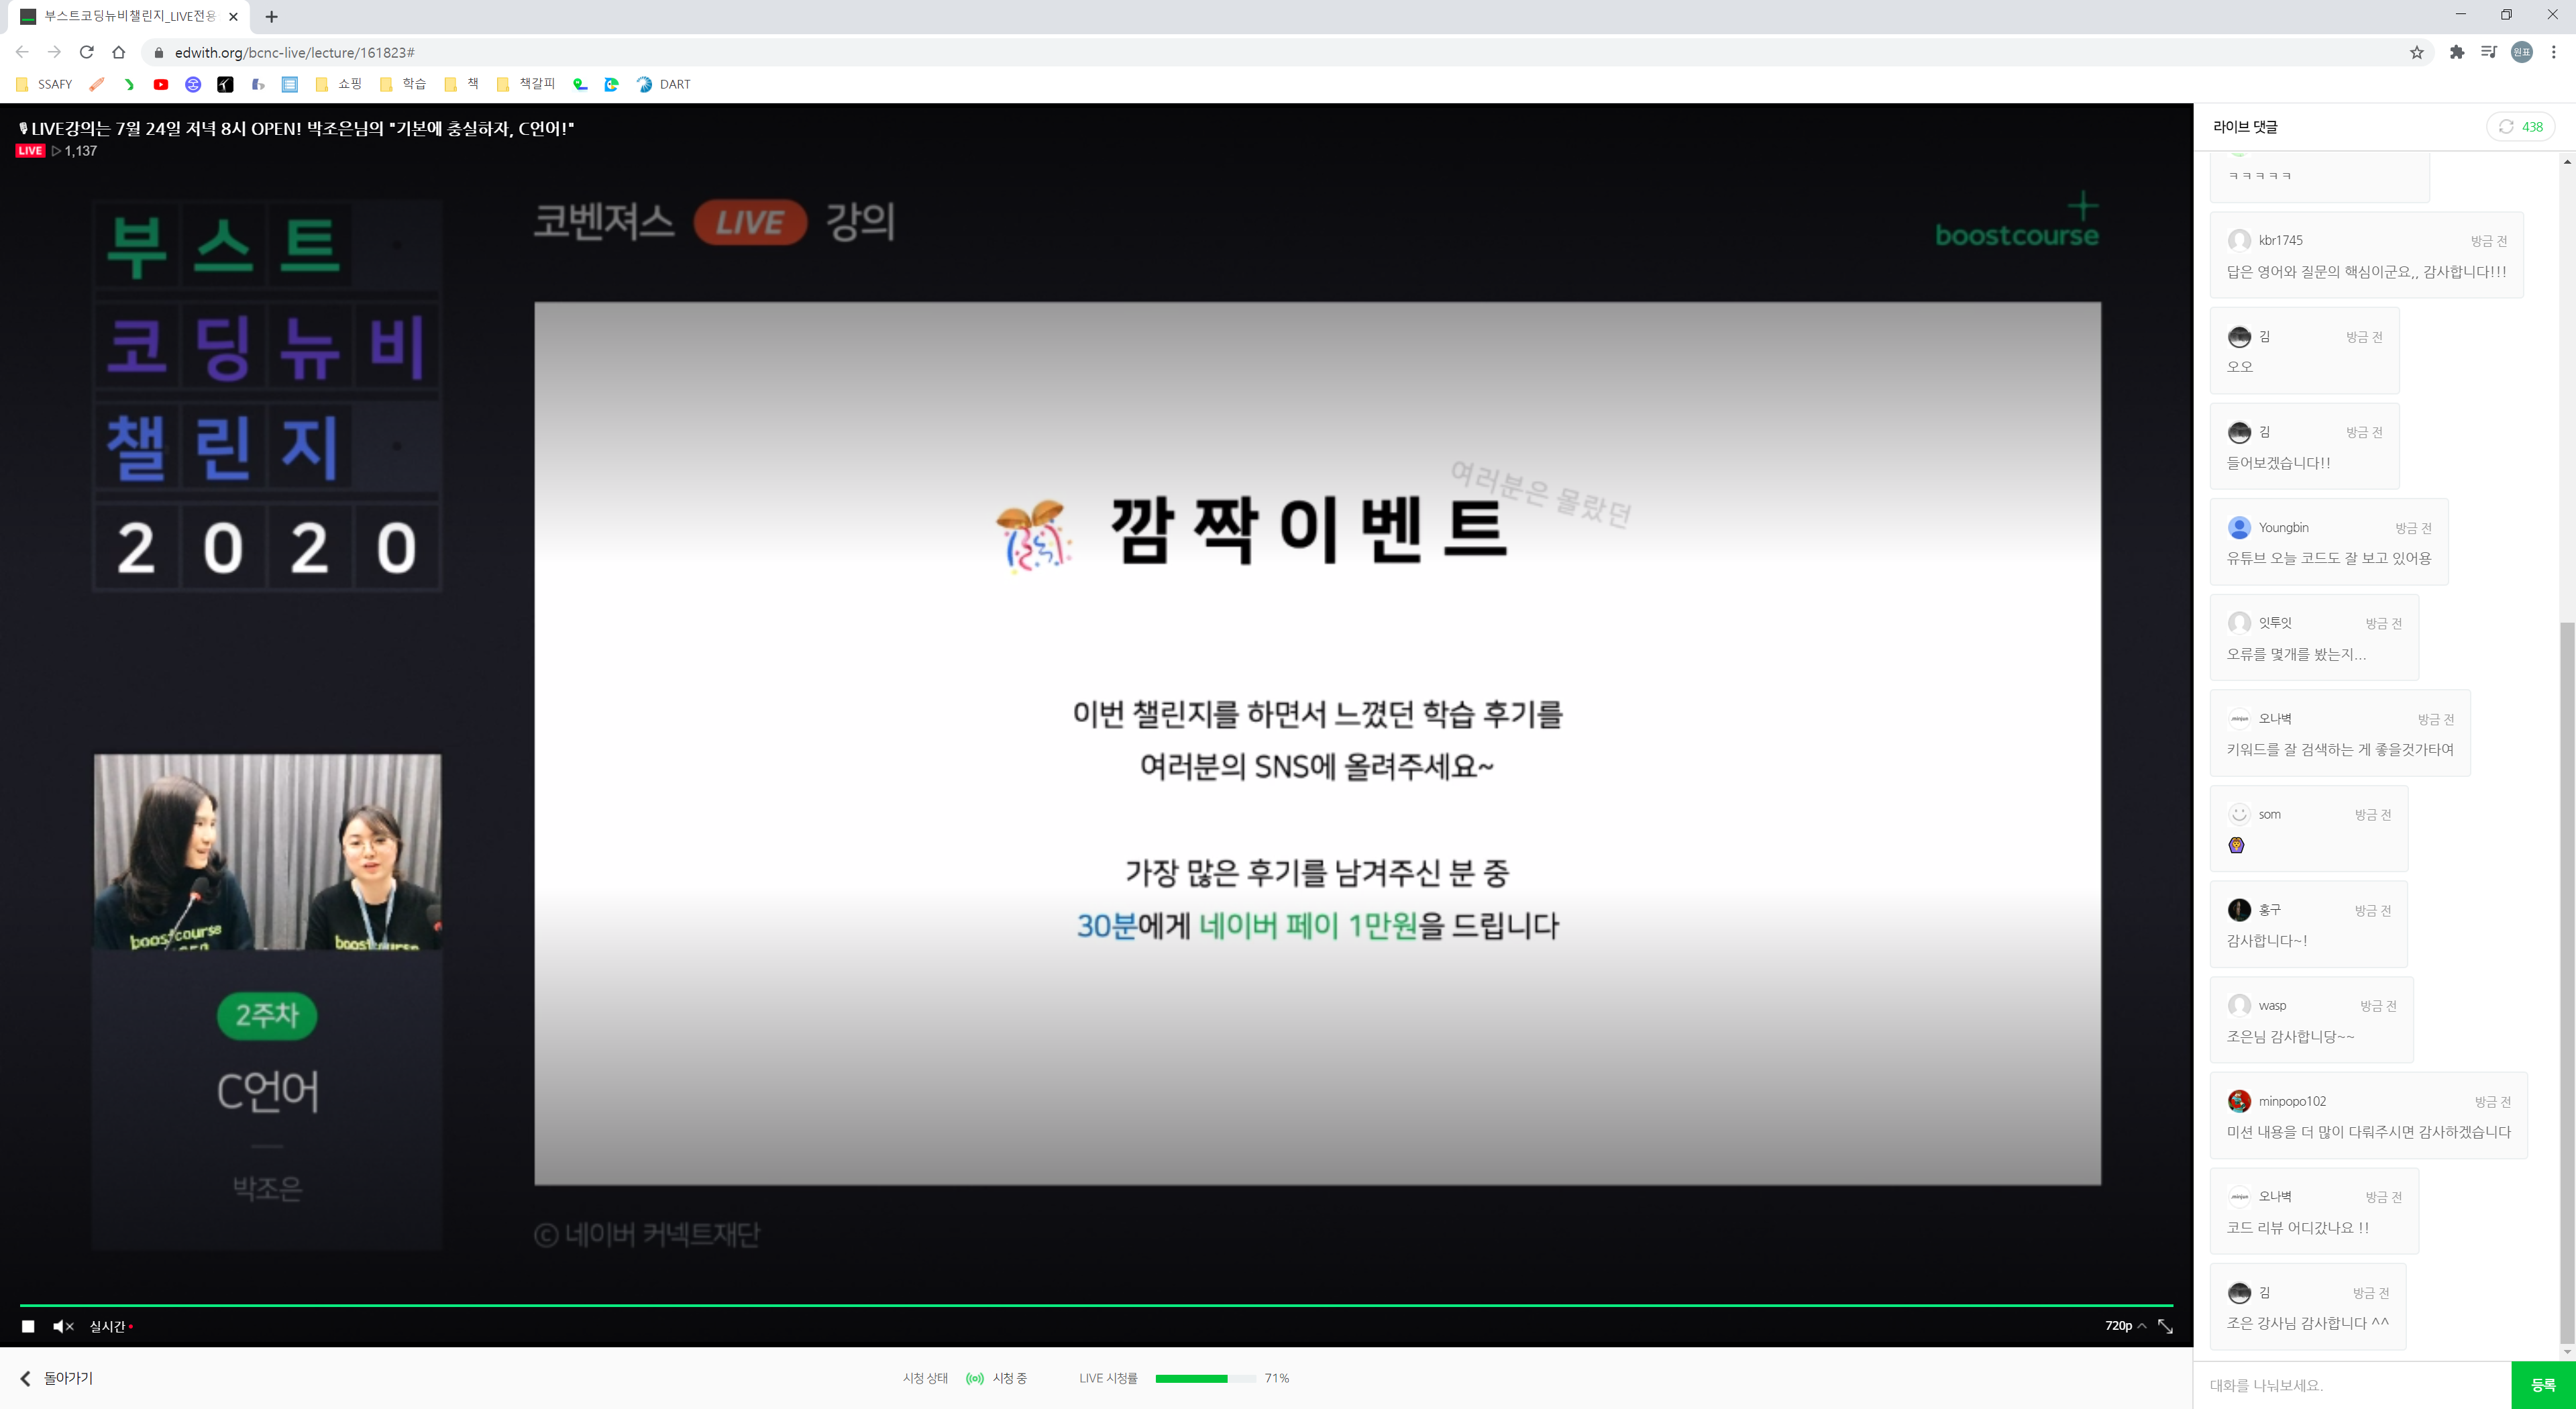 부스트코딩뉴비챌린지_LIVE전용
edwith.org/bcnc-live/lecture/161823#
SSAFY
쇼핑
학습
책
책갈피
DART
LIVE강의는 7월 24일 저녁 8시 OPEN! 박조은님의 "기본에 충실하자, C언어!"
LIVE 1,137
부스트
코딩뉴비
챌린지
2020
코벤져스 LIVE 강의
boostcourse
여러분은 몰랐던
깜짝이벤트
이번 챌린지를 하면서 느꼈던 학습 후기를
여러분의 SNS에 올려주세요~
가장 많은 후기를 남겨주신 분 중
30분에게 네이버 페이 1만원을 드립니다
boostcourse
boostcourse
2주차
C언어
박조은
ⓒ 네이버 커넥트재단
실시간
720p
돌아가기
시청 상태
시청 중
LIVE 시청률
71%
라이브 댓글
438
ㅋㅋㅋㅋㅋ
kbr1745 방금 전
답은 영어와 질문의 핵심이군요,, 감사합니다!!!
김 방금 전
오오
김 방금 전
들어보겠습니다!!
Youngbin 방금 전
유튜브 오늘 코드도 잘 보고 있어용
잇투잇 방금 전
오류를 몇개를 봤는지...
오나벽 방금 전
키워드를 잘 검색하는 게 좋을것가타여
som 방금 전
홍구 방금 전
감사합니다~!
wasp 방금 전
조은님 감사합니당~~
minpopo102 방금 전
미션 내용을 더 많이 다뤄주시면 감사하겠습니다
오나벽 방금 전
코드 리뷰 어디갔나요 !!
김 방금 전
조은 강사님 감사합니다 ^^
대화를 나눠보세요.
등록